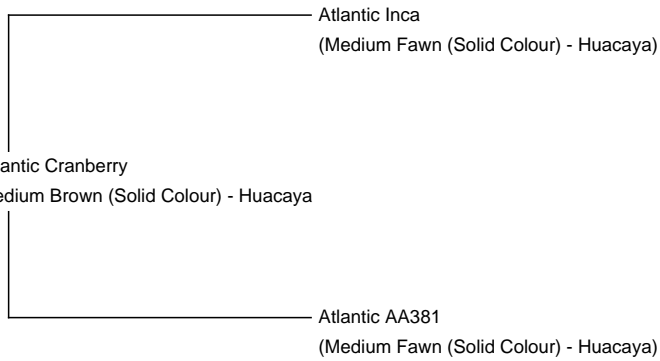 Atlantic Inca
(Medium Fawn (Solid Colour) - Huacaya)
antic Cranberry
edium Brown (Solid Colour) - Huacaya
Atlantic AA381
(Medium Fawn (Solid Colour) - Huacaya)